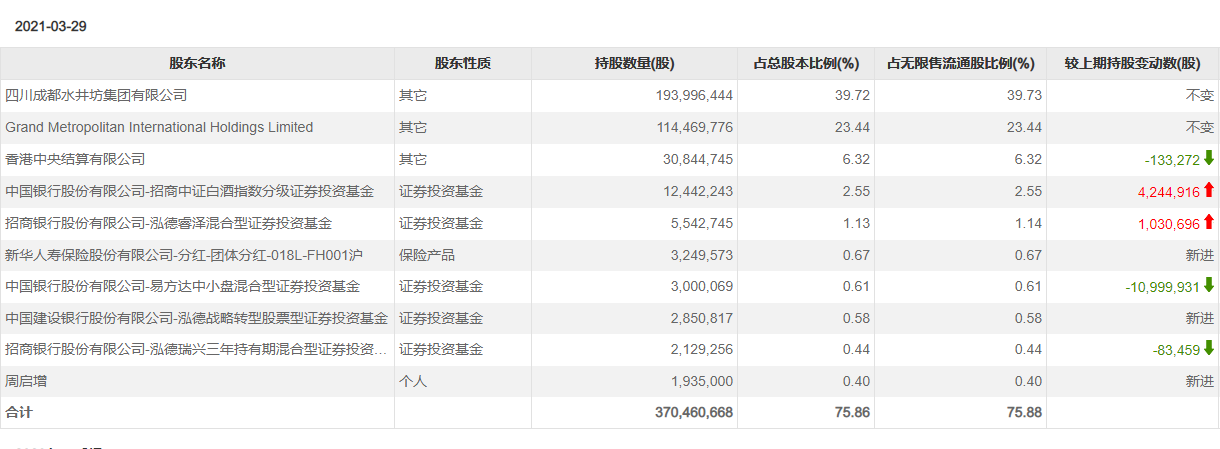 2021-03-29
股东名称 股东性质 持股数量(股) 占总股本比例(%) 占无限售流通股比例(%) 较上期持股变动数(股)
四川成都水井坊集团有限公司 其它 193,996,444 39.72 39.73 不变
Grand Metropolitan International Holdings Limited 其它 114,469,776 23.44 23.44 不变
香港中央结算有限公司 其它 30,844,745 6.32 6.32 -133,272
中国银行股份有限公司-招商中证白酒指数分级证券投资基金 证券投资基金 12,442,243 2.55 2.55 4,244,916
招商银行股份有限公司-泓德睿泽混合型证券投资基金 证券投资基金 5,542,745 1.13 1.14 1,030,696
新华人寿保险股份有限公司-分红-团体分红-018L-FH001沪 保险产品 3,249,573 0.67 0.67 新进
中国银行股份有限公司-易方达中小盘混合型证券投资基金 证券投资基金 3,000,069 0.61 0.61 -10,999,931
中国建设银行股份有限公司-泓德战略转型股票型证券投资基金 证券投资基金 2,850,817 0.58 0.58 新进
招商银行股份有限公司-泓德瑞兴三年持有期混合型证券投资… 证券投资基金 2,129,256 0.44 0.44 -83,459
周启增 个人 1,935,000 0.40 0.40 新进
合计 370,460,668 75.86 75.88